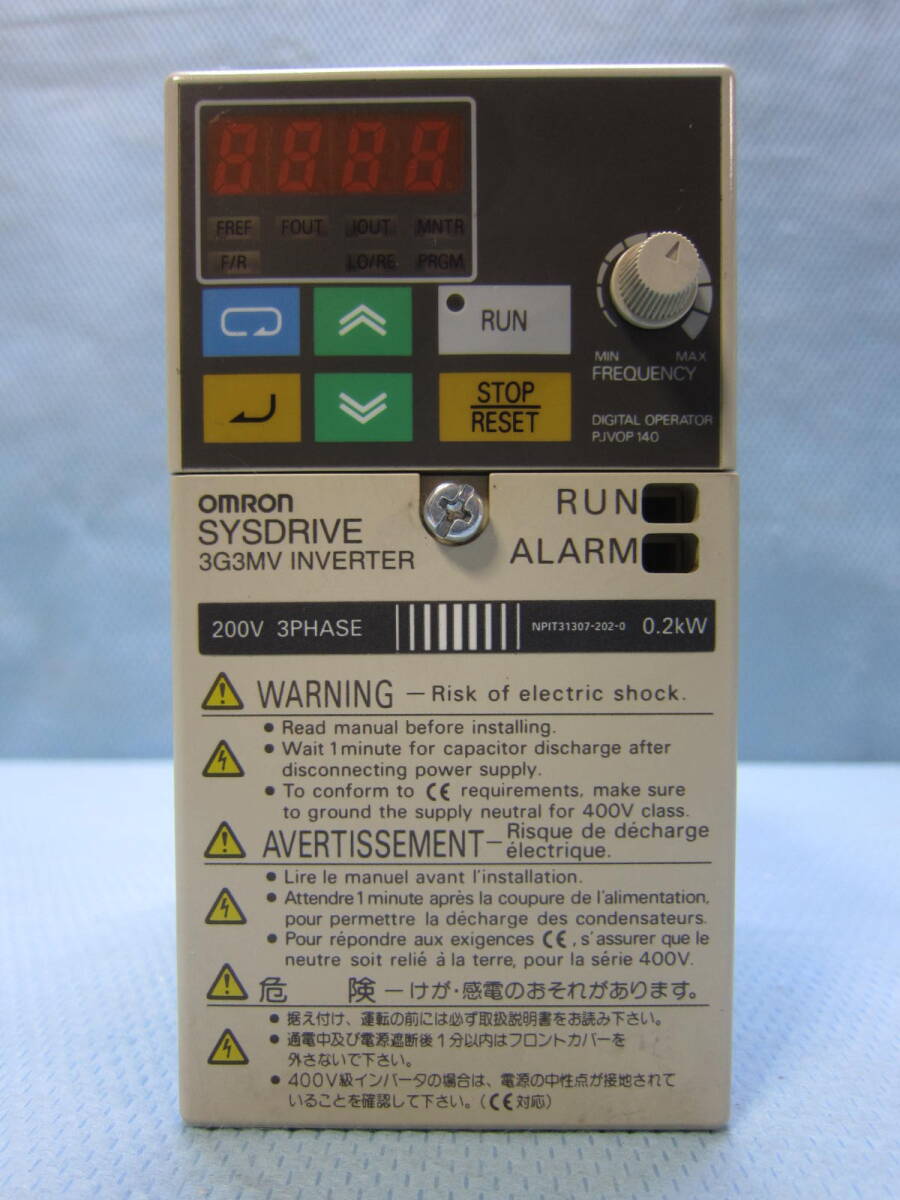 8888
FREF FOUT IOUT MNTR
F/R LO/RE PRGM
RUN
STOP
RESET
MIN MAX
FREQUENCY
DIGITAL OPERATOR
PJVOP 140
OMRON
SYSDRIVE
3G3MV INVERTER
RUN
ALARM
200V 3PHASE NPIT31307-202-0 0.2kW
WARNING - Risk of electric shock.
● Read manual before installing.
● Wait 1 minute for capacitor discharge after
disconnecting power supply.
● To conform to CE requirements, make sure
to ground the supply neutral for 400V class.
AVERTISSEMENT - Risque de décharge
électrique.
● Lire le manuel avant l'installation.
● Attendre 1 minute après la coupure de l'alimentation,
pour permettre la décharge des condensateurs.
● Pour répondre aux exigences CE, s'assurer que le
neutre soit relié à la terre, pour la série 400V.
危 険 ーけが・感電のおそれがあります。
● 据え付け、運転の前には必ず取扱説明書をお読み下さい。
● 通電中及び電源遮断後1分以内はフロントカバーを
外さないで下さい。
● 400V級インバータの場合は、電源の中性点が接地されて
いることを確認して下さい。(CE対応)